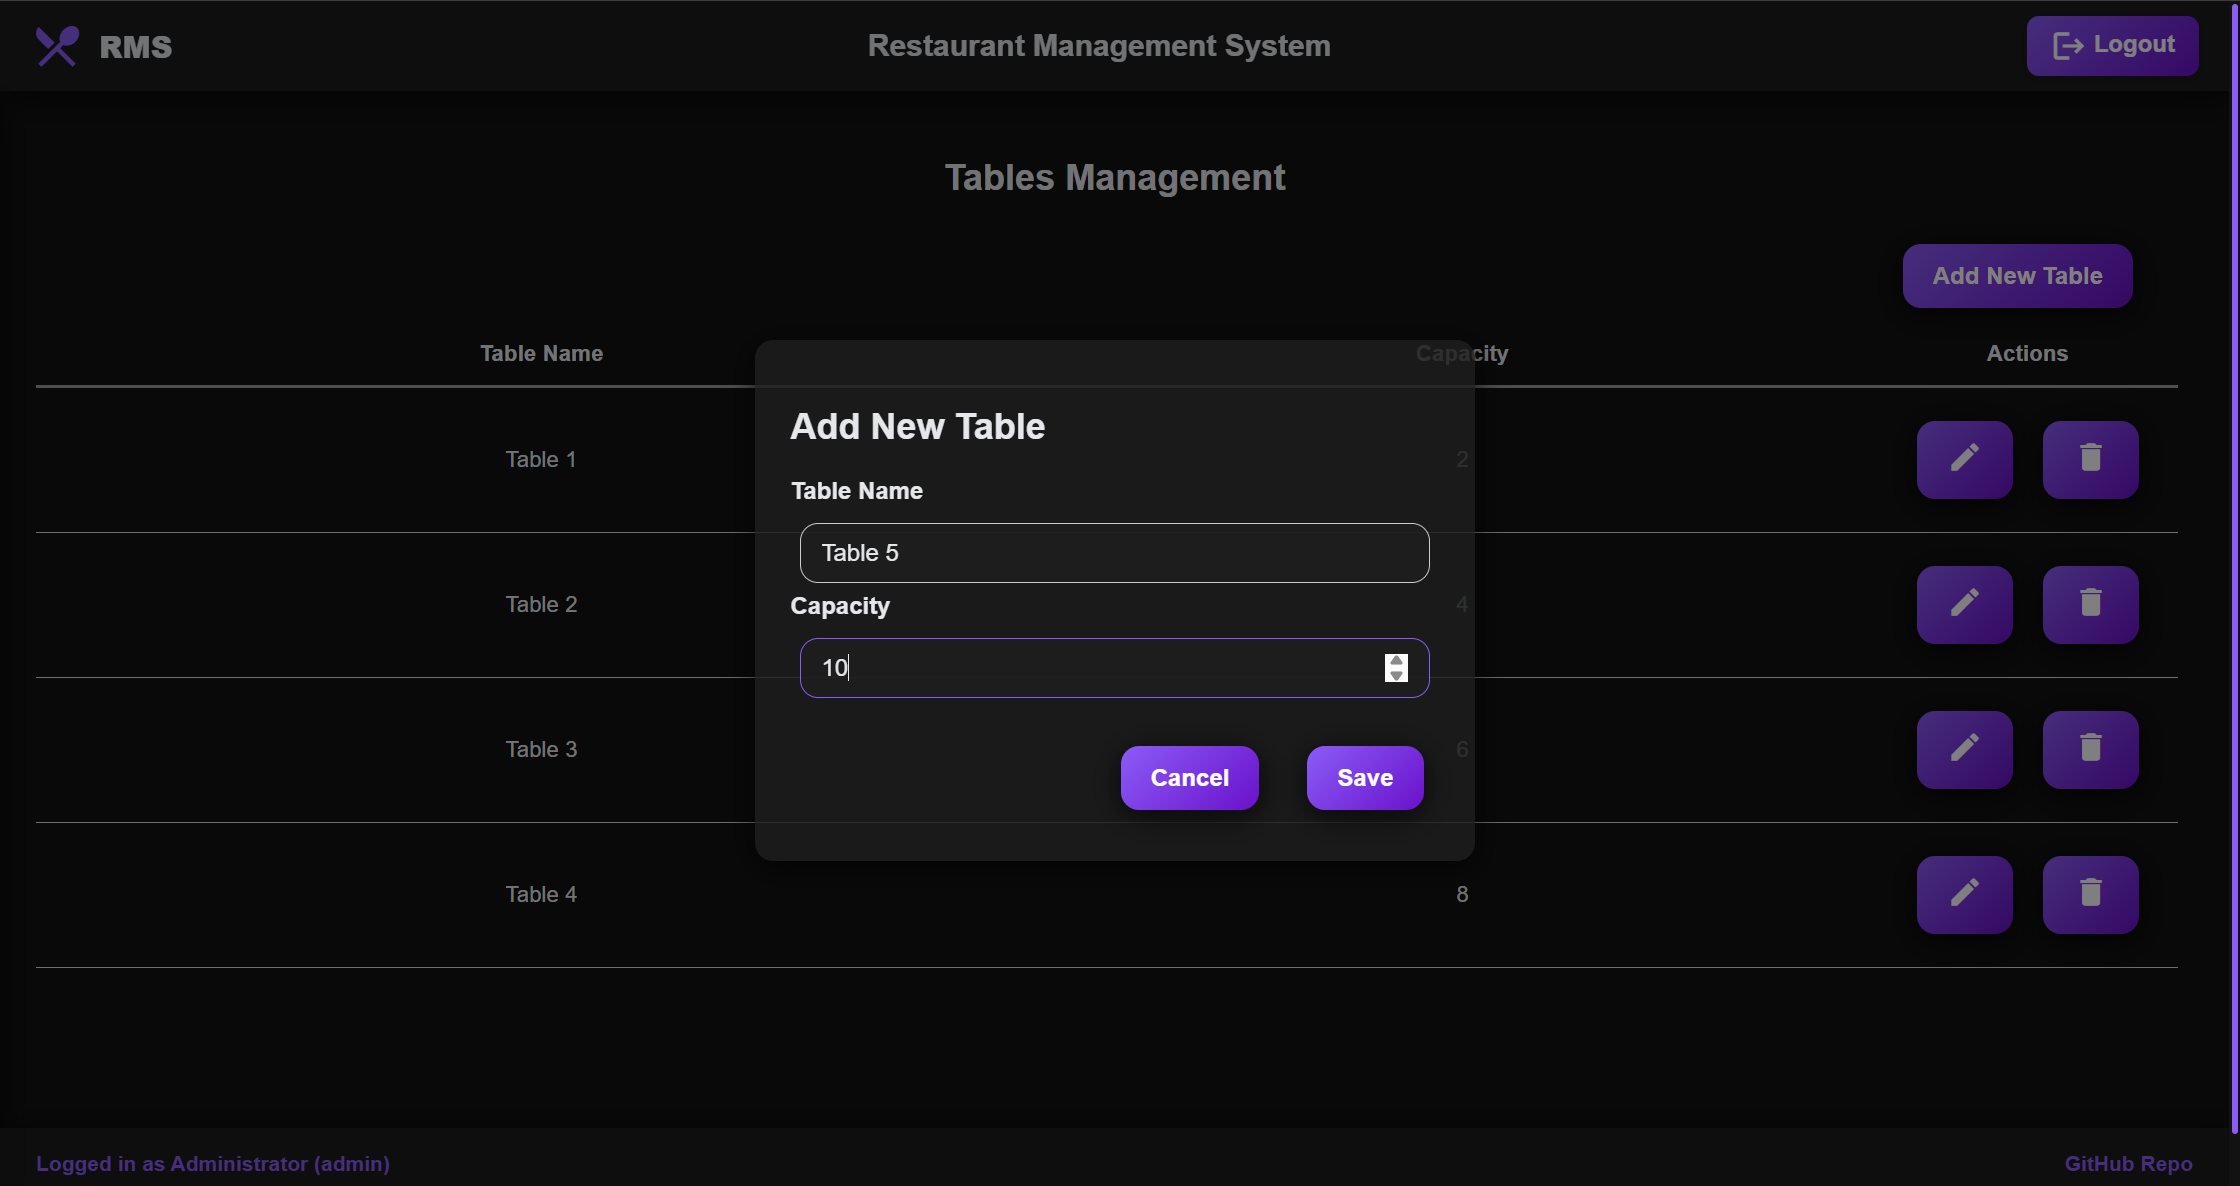 RMS
Restaurant Management System
Logout
Tables Management
Add New Table
Table Name
Capacity
Actions
Table 1
2
Table 2
4
Table 3
6
Table 4
8
Add New Table
Table Name
Table 5
Capacity
10
Cancel
Save
Logged in as Administrator (admin)
GitHub Repo